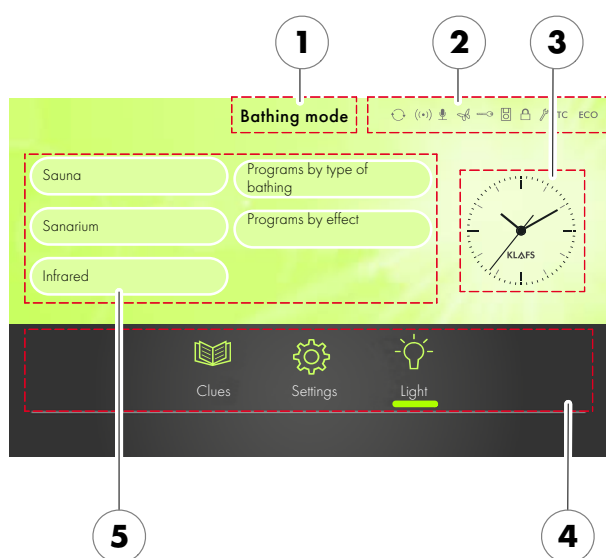 1
2
3
Bathing mode
TC ECO
Sauna
Programs by type of
bathing
Sanarium
Programs by effect
Infrared
KLAFS
Clues
Settings
Light
5
4